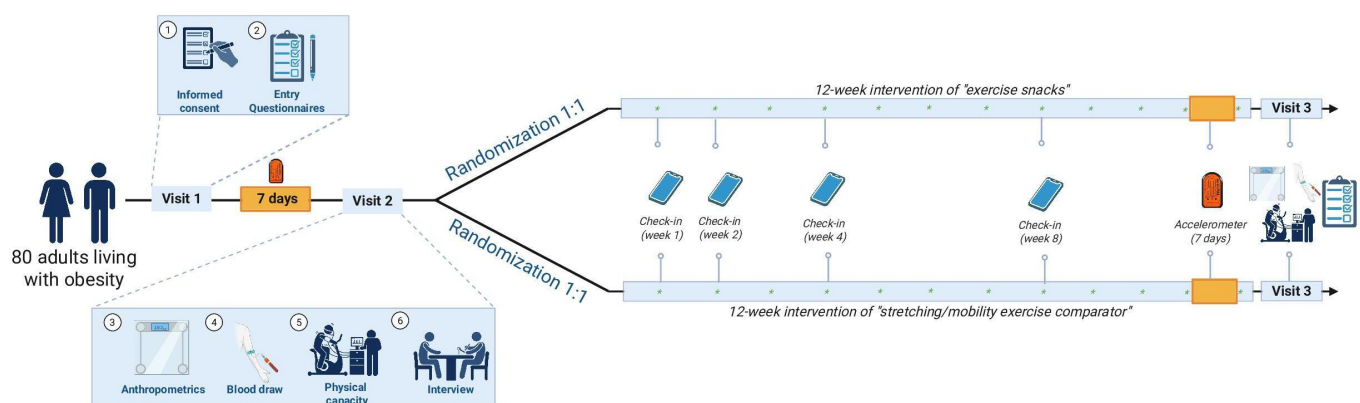 1
2
Informed
consent
Entry
Questionnaires
80 adults living
with obesity
Visit 1
7 days
Visit 2
3
4
5
6
Anthropometrics
Blood draw
Physical
capacity
Interview
Randomization 1:1
Randomization 1:1
12-week intervention of "exercise snacks"
* * * * * * * * * * * *
Visit 3
Check-in
(week 1)
Check-in
(week 2)
Check-in
(week 4)
Check-in
(week 8)
Accelerometer
(7 days)
* * * * * * * * * * * *
Visit 3
12-week intervention of "stretching/mobility exercise comparator"